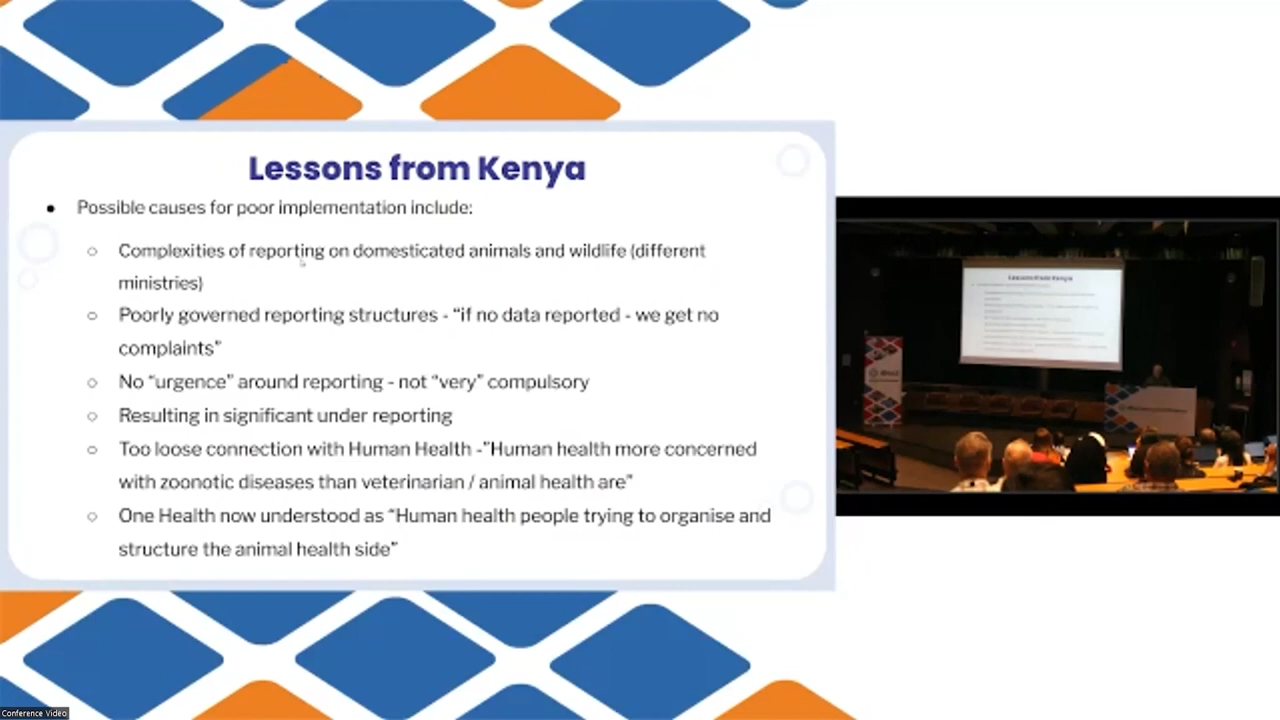 Lessons from Kenya
● Possible causes for poor implementation include:
○ Complexities of reporting on domesticated animals and wildlife (different
ministries)
○ Poorly governed reporting structures - “if no data reported - we get no
complaints”
○ No “urgence” around reporting - not “very” compulsory
○ Resulting in significant under reporting
○ Too loose connection with Human Health -”Human health more concerned
with zoonotic diseases than veterinarian / animal health are”
○ One Health now understood as “Human health people trying to organise and
structure the animal health side”
Lessons from Kenya
Conference Video